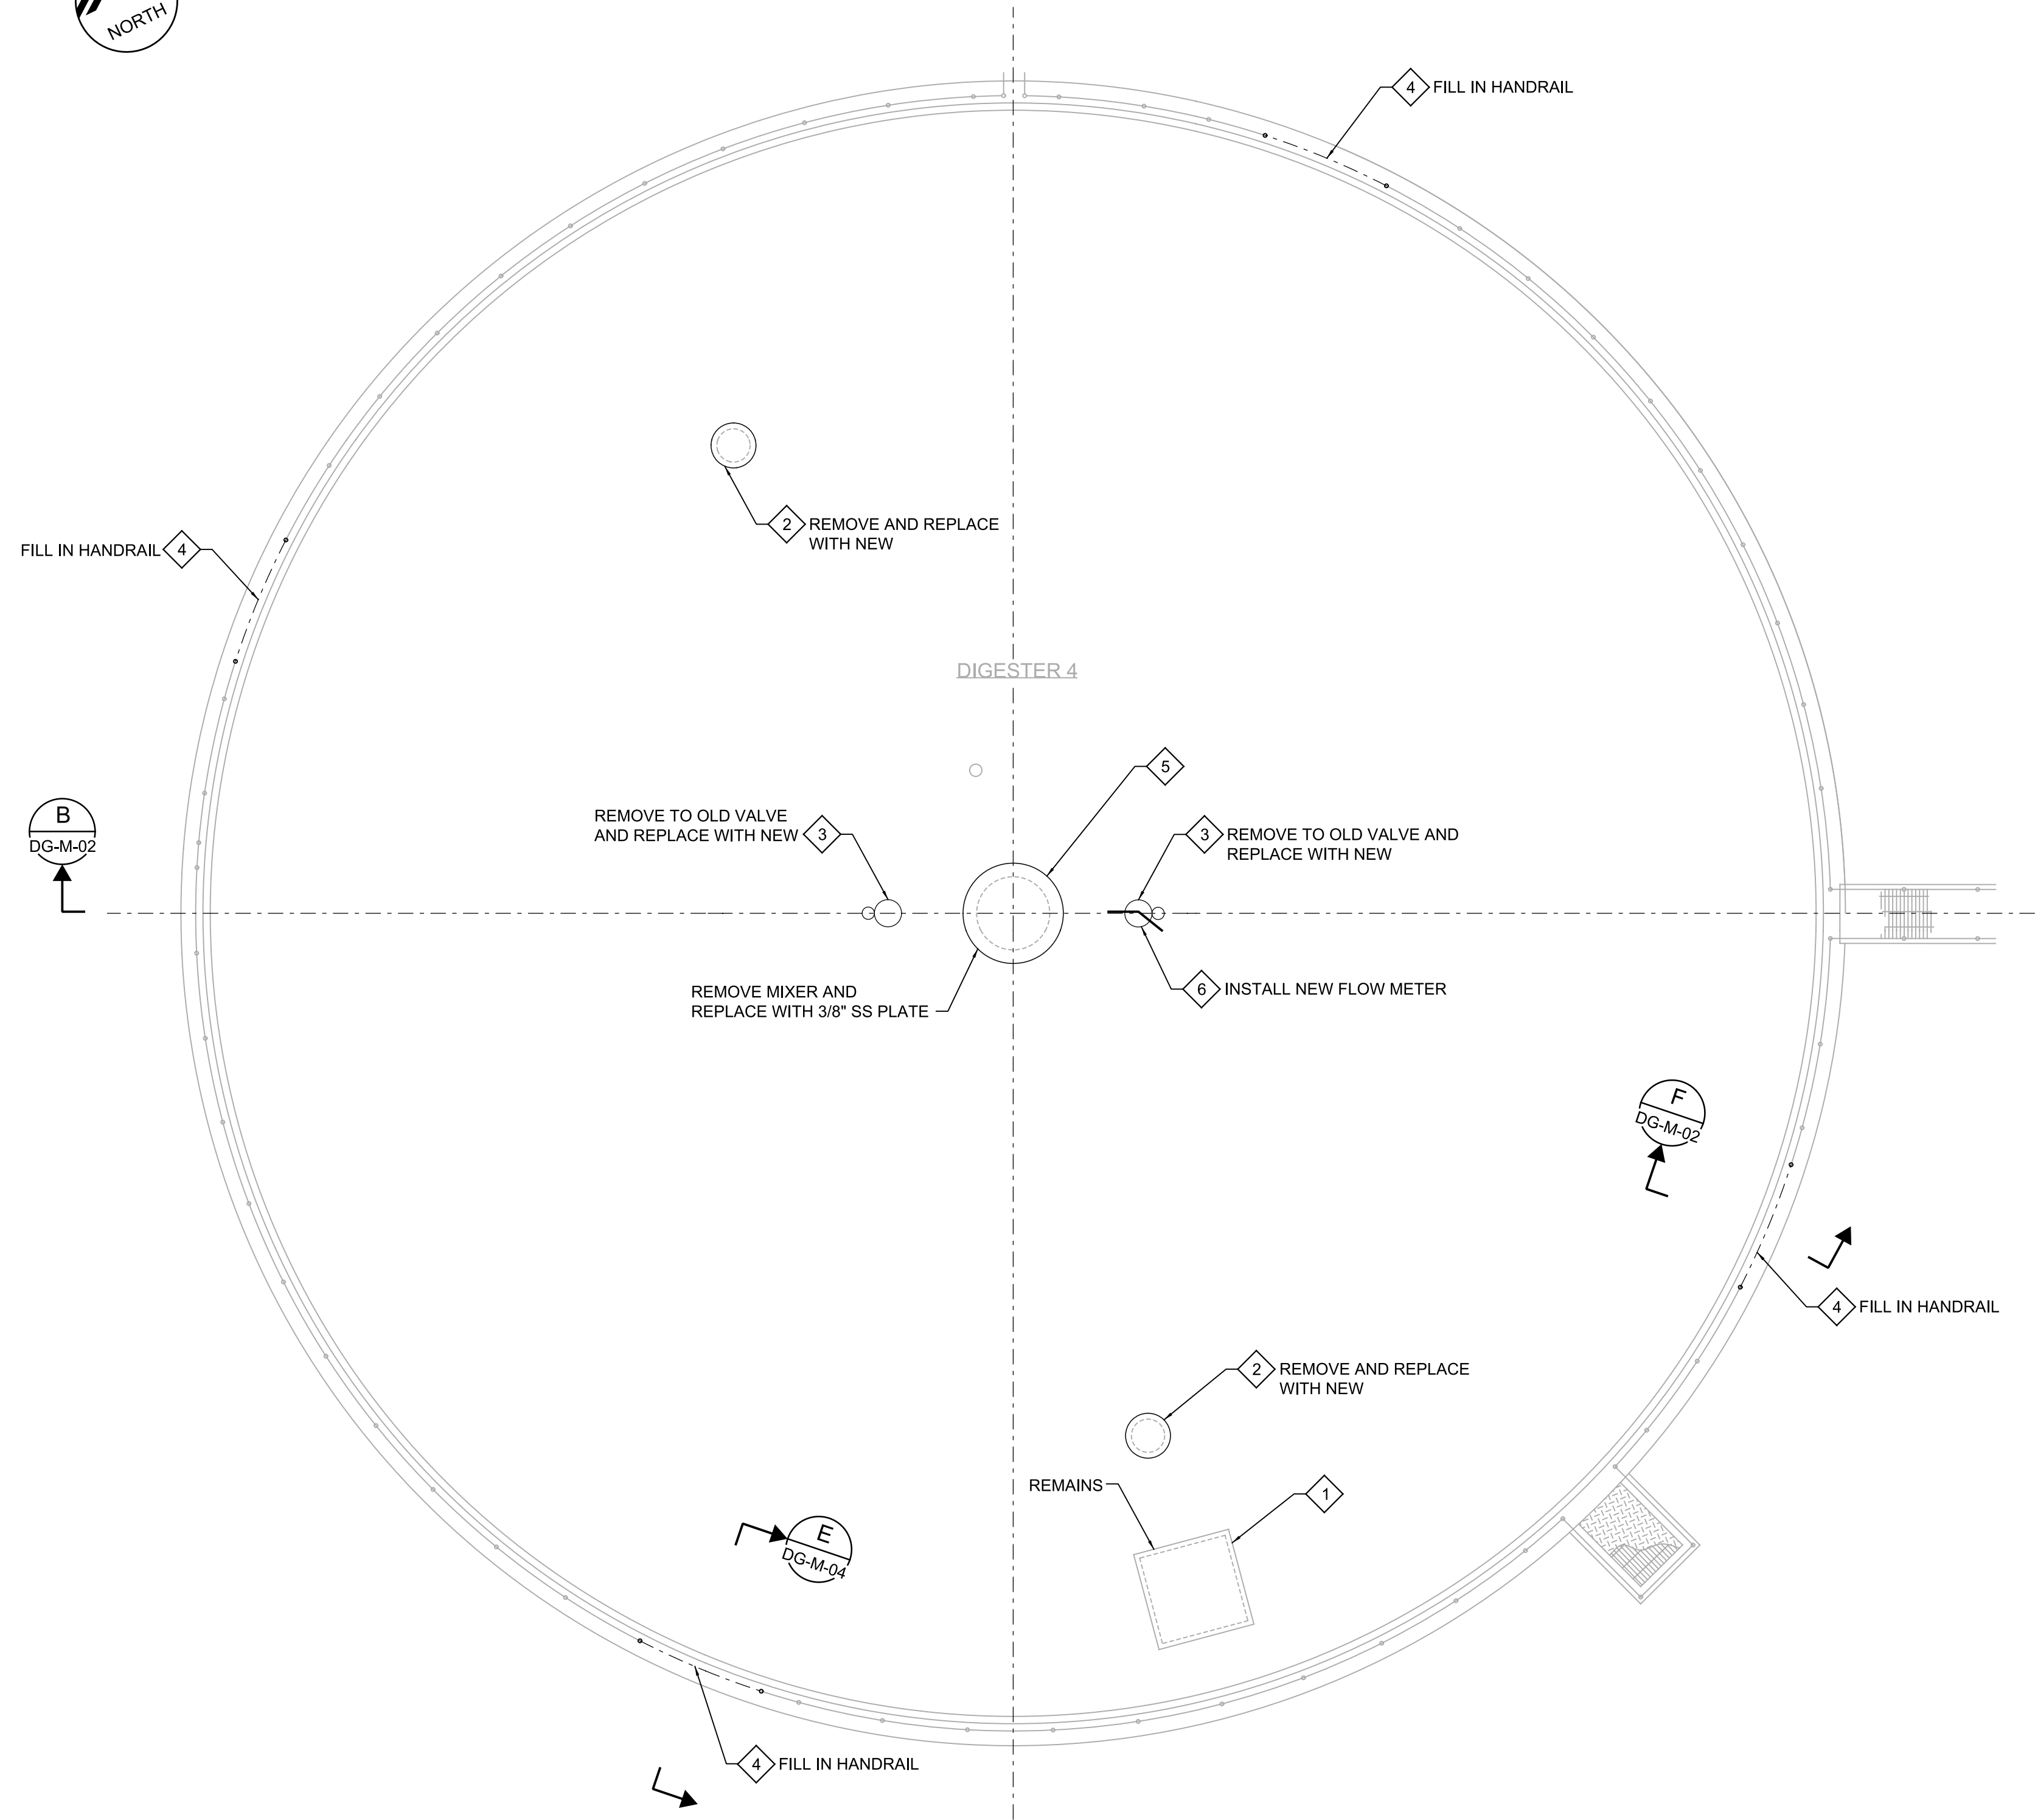 NORTH
4 FILL IN HANDRAIL
2 REMOVE AND REPLACE
WITH NEW
FILL IN HANDRAIL 4
DIGESTER 4
5
B
DG-M-02
REMOVE TO OLD VALVE
AND REPLACE WITH NEW 3
3 REMOVE TO OLD VALVE AND
REPLACE WITH NEW
REMOVE MIXER AND
REPLACE WITH 3/8" SS PLATE
6 INSTALL NEW FLOW METER
F
DG-M-02
4 FILL IN HANDRAIL
2 REMOVE AND REPLACE
WITH NEW
REMAINS
1
E
DG-M-04
4 FILL IN HANDRAIL